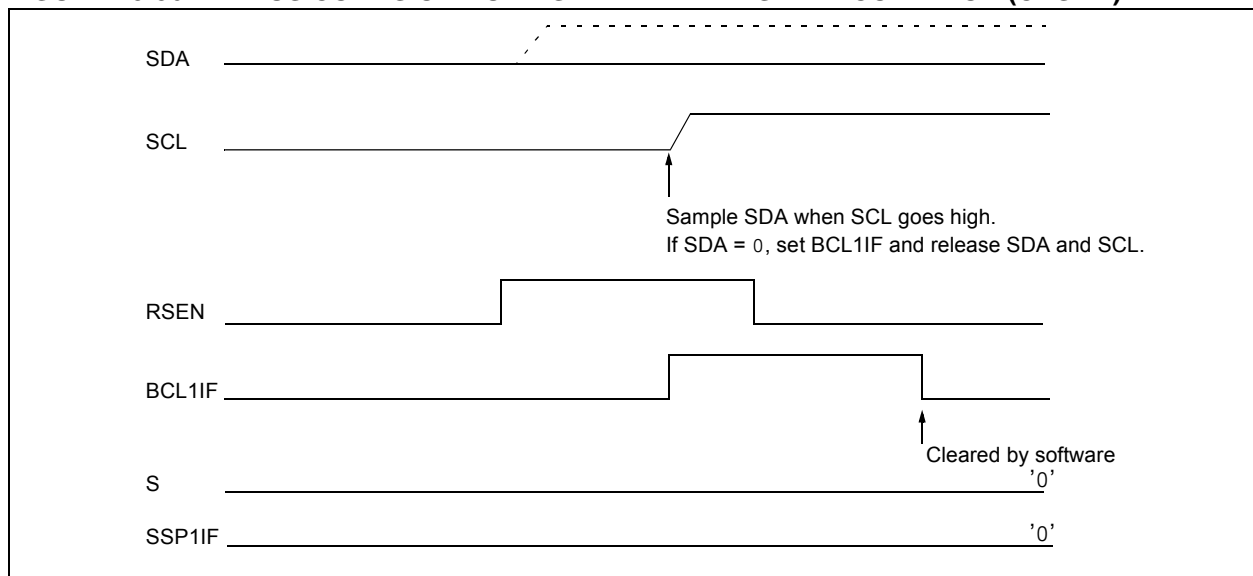 SDA
SCL
Sample SDA when SCL goes high.
If SDA = 0, set BCL1IF and release SDA and SCL.
RSEN
BCL1IF
Cleared by software
S
'0'
SSP1IF
'0'